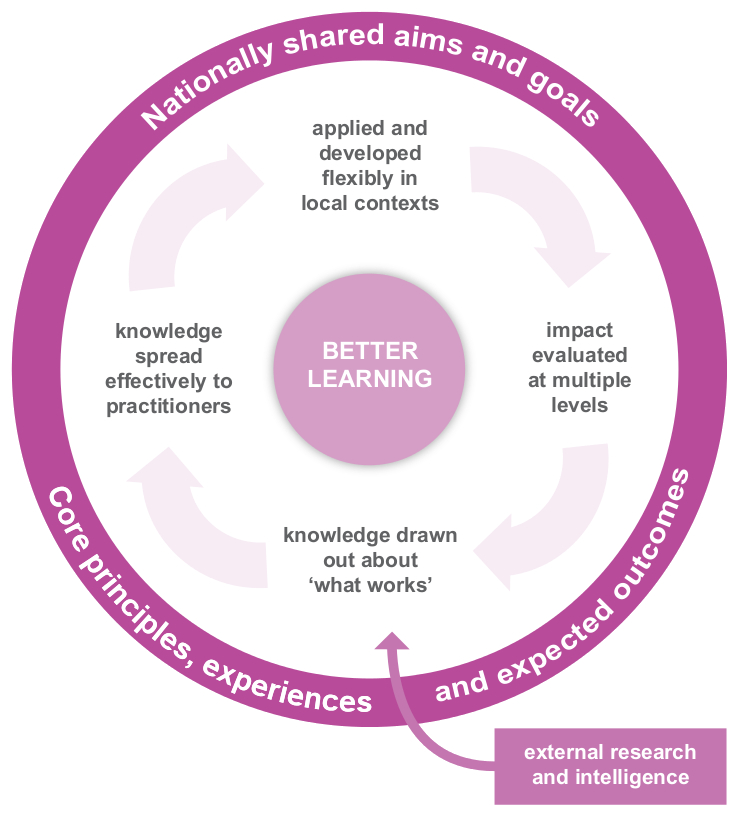 Nationally shared aims and goals
applied and
developed
flexibly in
local contexts
impact
evaluated
at multiple
levels
knowledge drawn
out about
‘what works’
knowledge
spread
effectively to
practitioners
BETTER
LEARNING
Core principles, experiences and expected outcomes
external research
and intelligence